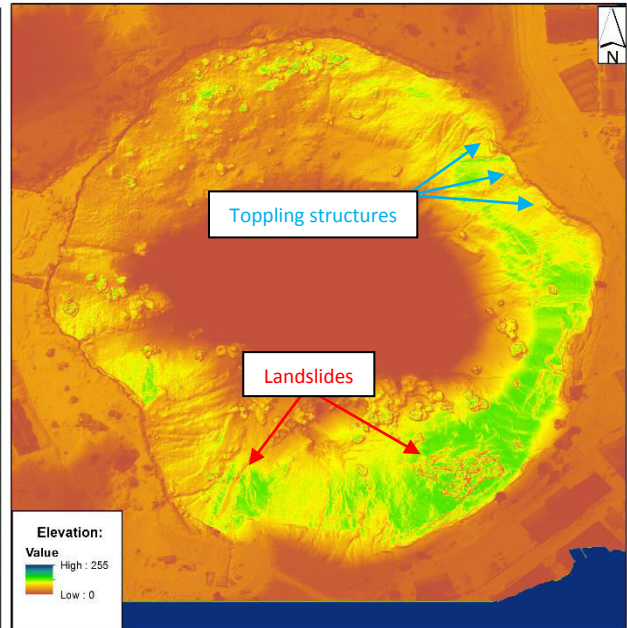 N
Toppling structures
Landslides
Elevation:
Value
High : 255
Low : 0